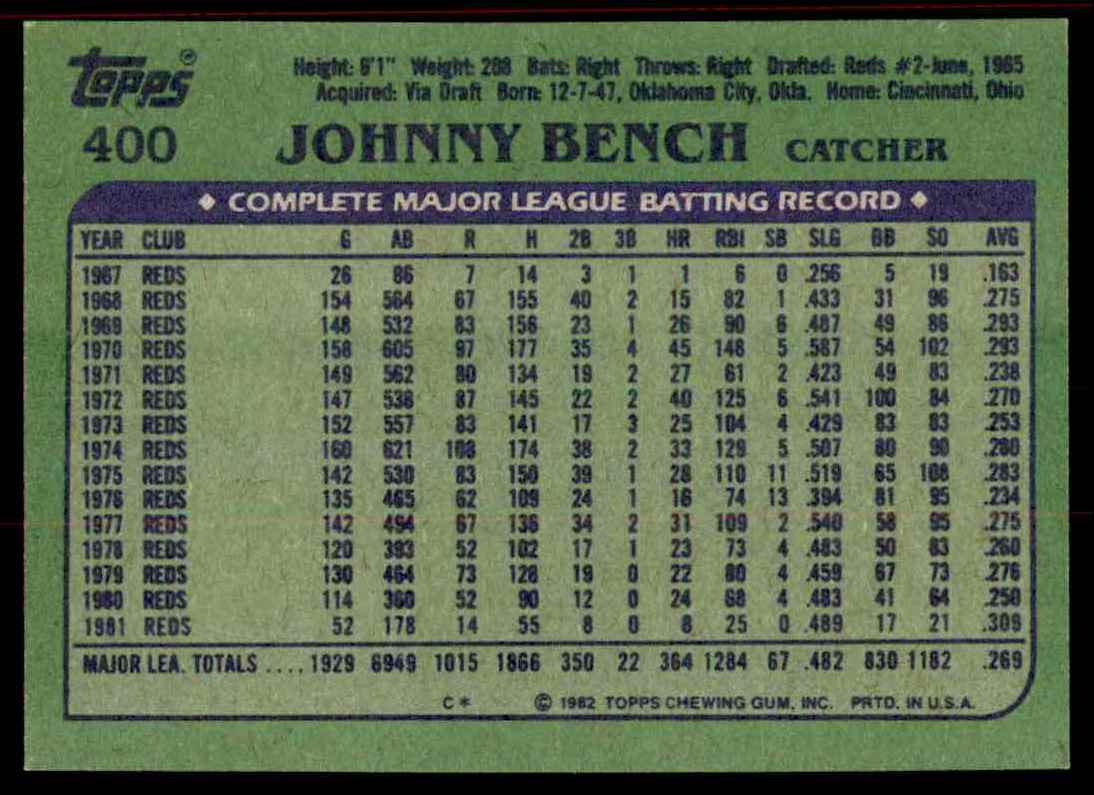 Topps®
Height: 6'1" Weight: 208 Bats: Right Throws: Right Drafted: Reds #2-June, 1965
Acquired: Via Draft Born: 12-7-47, Oklahoma City, Okla. Home: Cincinnati, Ohio
400 JOHNNY BENCH CATCHER
◆ COMPLETE MAJOR LEAGUE BATTING RECORD ◆
YEAR CLUB G AB R H 2B 3B HR RBI SB SLG BB SO AVG
1967 REDS 26 86 7 14 3 1 1 6 0 .256 5 19 .163
1968 REDS 154 564 67 155 40 2 15 82 1 .433 31 96 .275
1969 REDS 148 532 83 156 23 1 26 90 6 .487 49 86 .293
1970 REDS 158 605 97 177 35 4 45 148 5 .587 54 102 .293
1971 REDS 149 562 80 134 19 2 27 61 2 .423 49 83 .238
1972 REDS 147 538 87 145 22 2 40 125 6 .541 100 84 .270
1973 REDS 152 557 83 141 17 3 25 104 4 .429 83 83 .253
1974 REDS 160 621 108 174 38 2 33 129 5 .507 80 90 .280
1975 REDS 142 530 83 150 39 1 28 110 11 .519 65 108 .283
1976 REDS 135 465 62 109 24 1 16 74 13 .394 81 95 .234
1977 REDS 142 494 67 136 34 2 31 109 2 .540 58 95 .275
1978 REDS 120 393 52 102 17 1 23 73 4 .483 50 83 .260
1979 REDS 130 464 73 128 19 0 22 80 4 .459 67 73 .276
1980 REDS 114 360 52 90 12 0 24 68 4 .483 41 64 .250
1981 REDS 52 178 14 55 8 0 8 25 0 .489 17 21 .309
MAJOR LEA. TOTALS .... 1929 6949 1015 1866 350 22 364 1284 67 .482 830 1182 .269
C* © 1982 TOPPS CHEWING GUM, INC. PRTD. IN U.S.A.